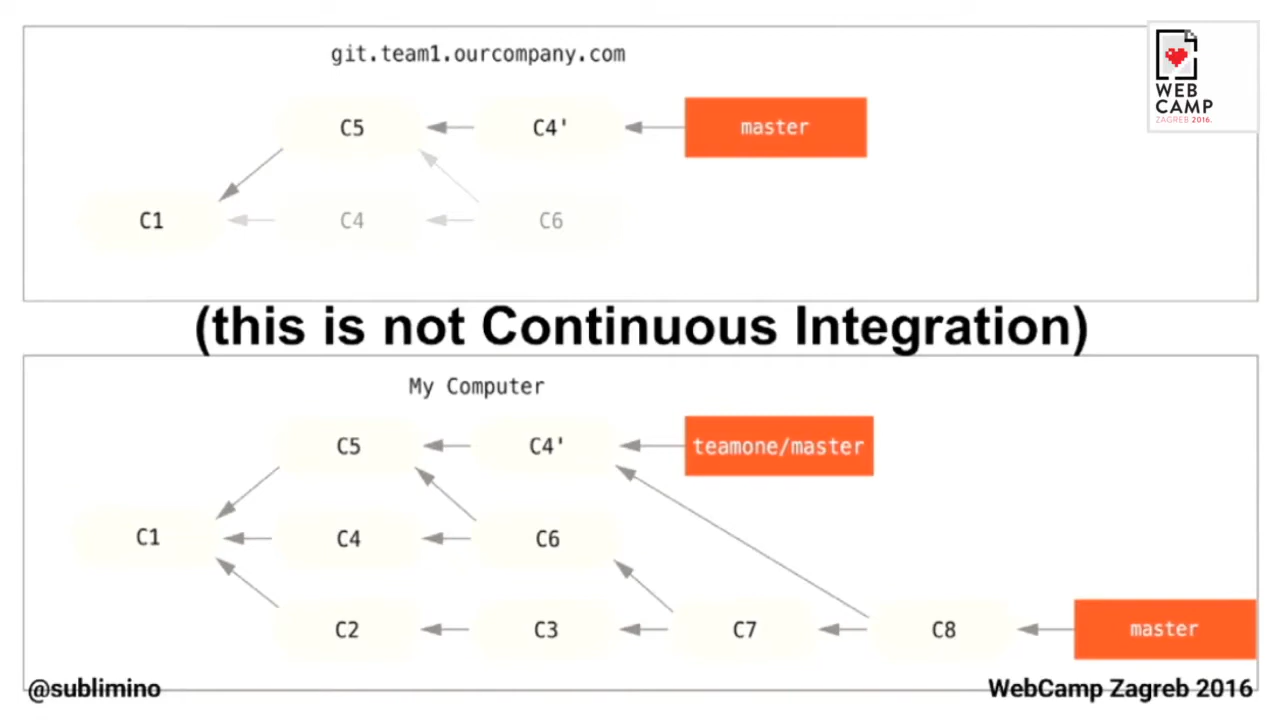 git.team1.ourcompany.com
WEB
CAMP
ZAGREB 2016.
C5
C4'
master
C1
C4
C6
(this is not Continuous Integration)
My Computer
C5
C4'
teamone/master
C1
C4
C6
C2
C3
C7
C8
master
@sublimino
WebCamp Zagreb 2016